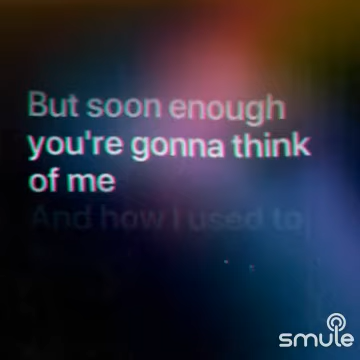 But soon enough
you're gonna think
of me
And how I used to
smule